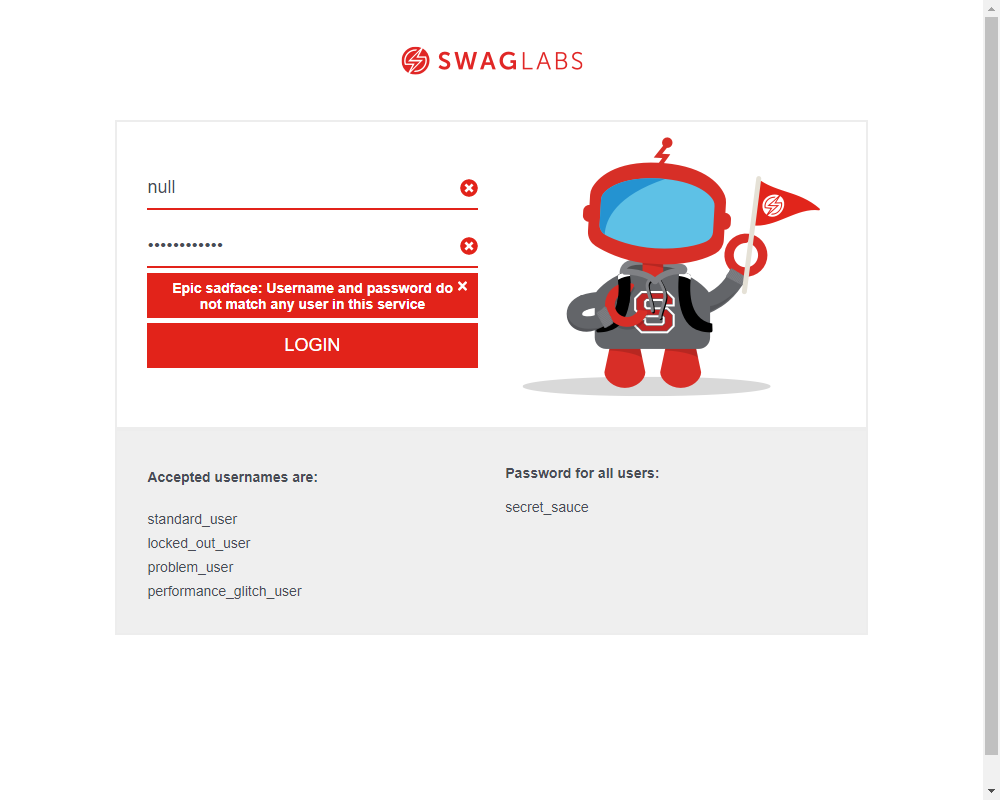 SWAGLABS
null
••••••••••••
Epic sadface: Username and password do
not match any user in this service
LOGIN
S
Accepted usernames are:
standard_user
locked_out_user
problem_user
performance_glitch_user
Password for all users:
secret_sauce